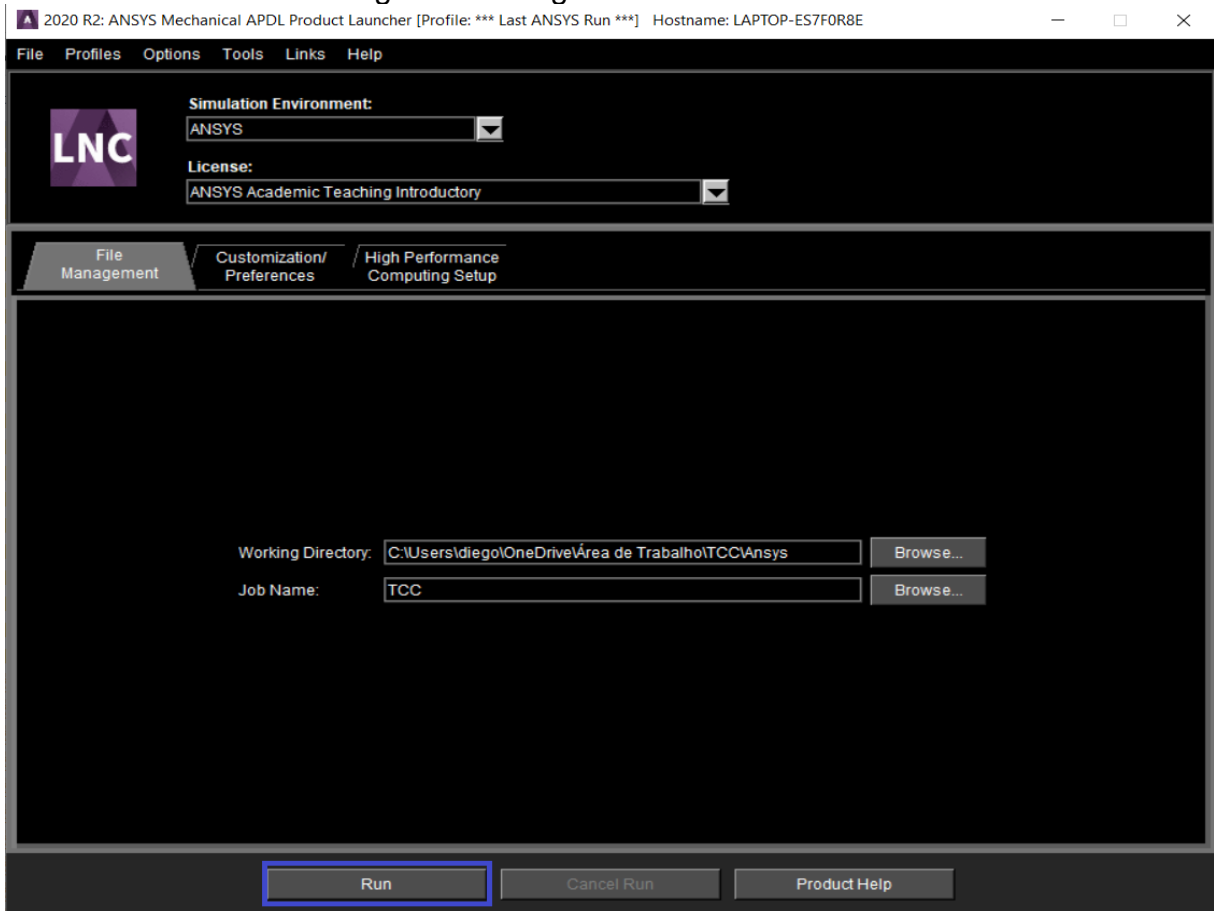 2020 R2: ANSYS Mechanical APDL Product Launcher [Profile: *** Last ANSYS Run ***] Hostname: LAPTOP-ES7F0R8E
File Profiles Options Tools Links Help
LNC
Simulation Environment:
ANSYS
License:
ANSYS Academic Teaching Introductory
File
Management
Customization/
Preferences
High Performance
Computing Setup
Working Directory: C:\Users\diego\OneDrive\Área de Trabalho\TCC\Ansys Browse...
Job Name: TCC Browse...
Run Cancel Run Product Help